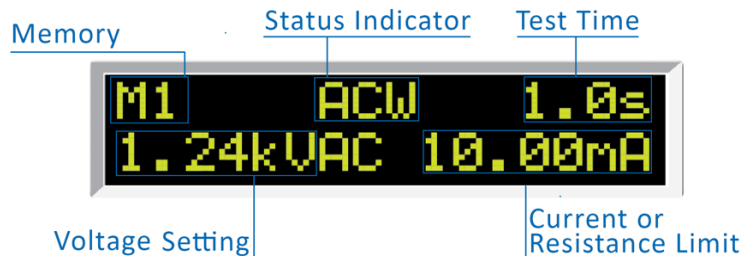 Memory
Status Indicator
Test Time
M1 ACW 1.0s
1.24kVAC 10.00mA
Voltage Setting
Current or
Resistance Limit